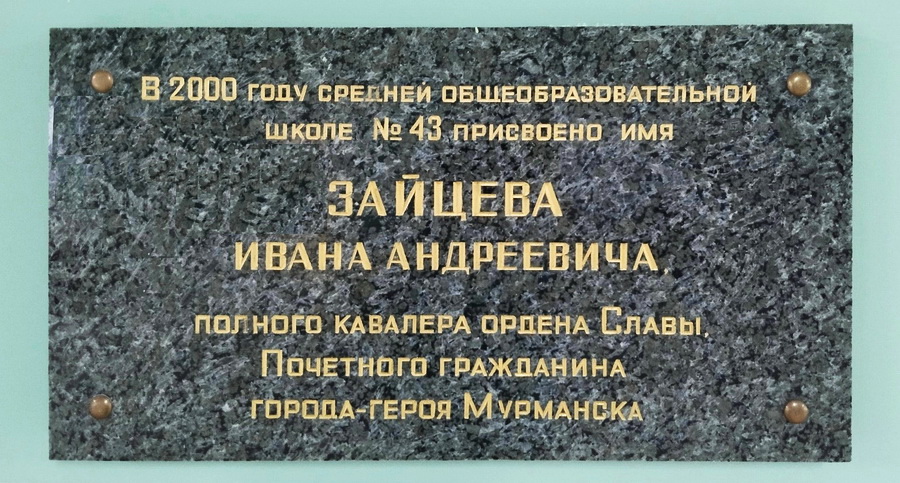 В 2000 году средней общеобразовательной
школе № 43 присвоено имя
ЗАЙЦЕВА
ИВАНА АНДРЕЕВИЧА,
полного кавалера ордена Славы,
Почетного гражданина
города-героя Мурманска